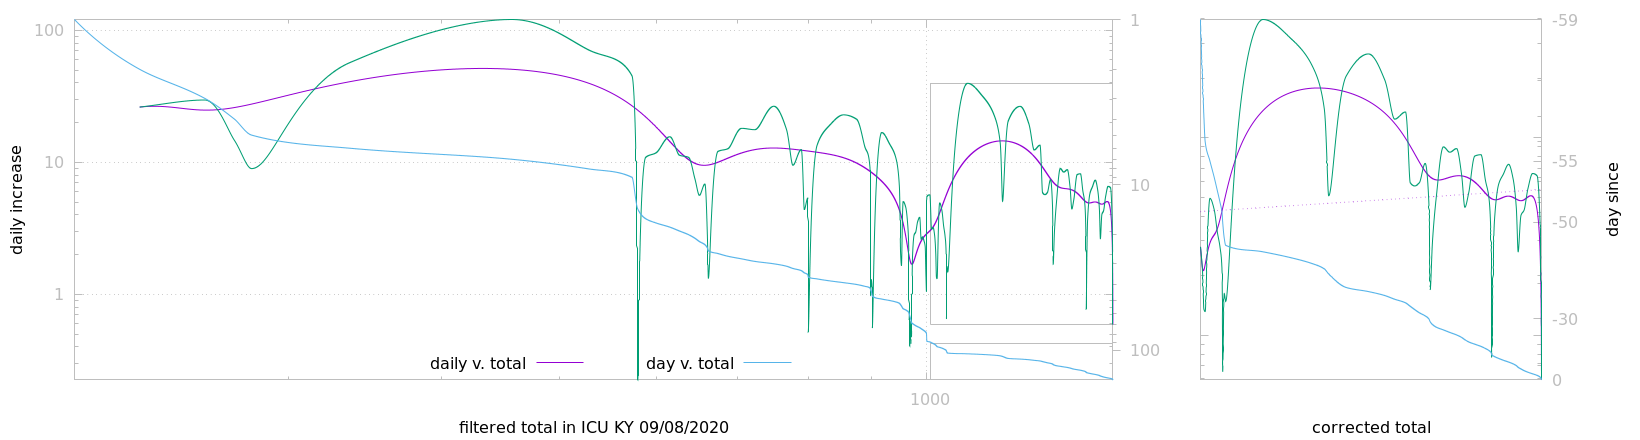 100
10
1
daily increase
daily v. total
day v. total
1
10
100
1000
filtered total in ICU KY 09/08/2020
-59
-55
-50
-30
0
day since
corrected total